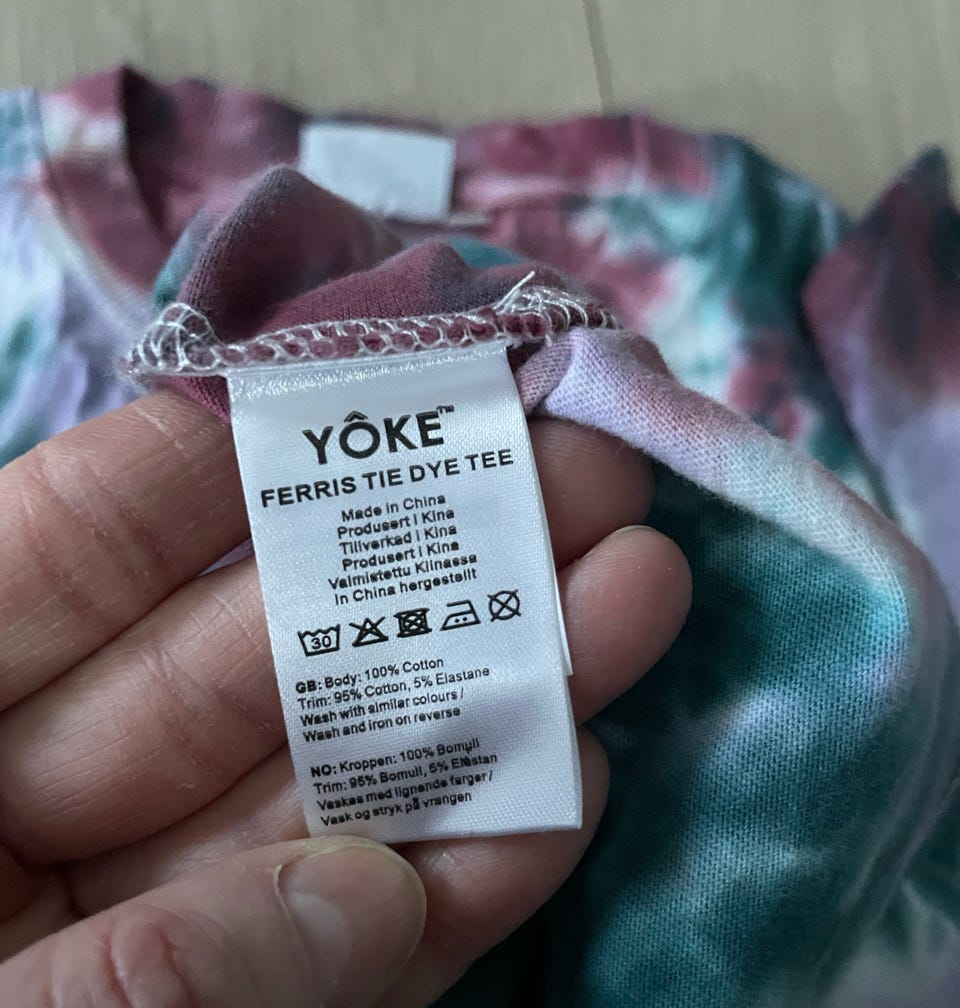 YÔKE™
FERRIS TIE DYE TEE
Made in China
Produsert i Kina
Tillverkad i Kina
Produsert i Kina
Valmistettu Kiinassa
In China hergestellt
30
GB: Body: 100% Cotton
Trim: 95% Cotton, 5% Elastane
Wash with similar colours /
Wash and iron on reverse
NO: Kroppen: 100% Bomull
Trim: 95% Bomull, 5% Elastan
Vaskes med lignende farger /
Vask og stryk på vrangen